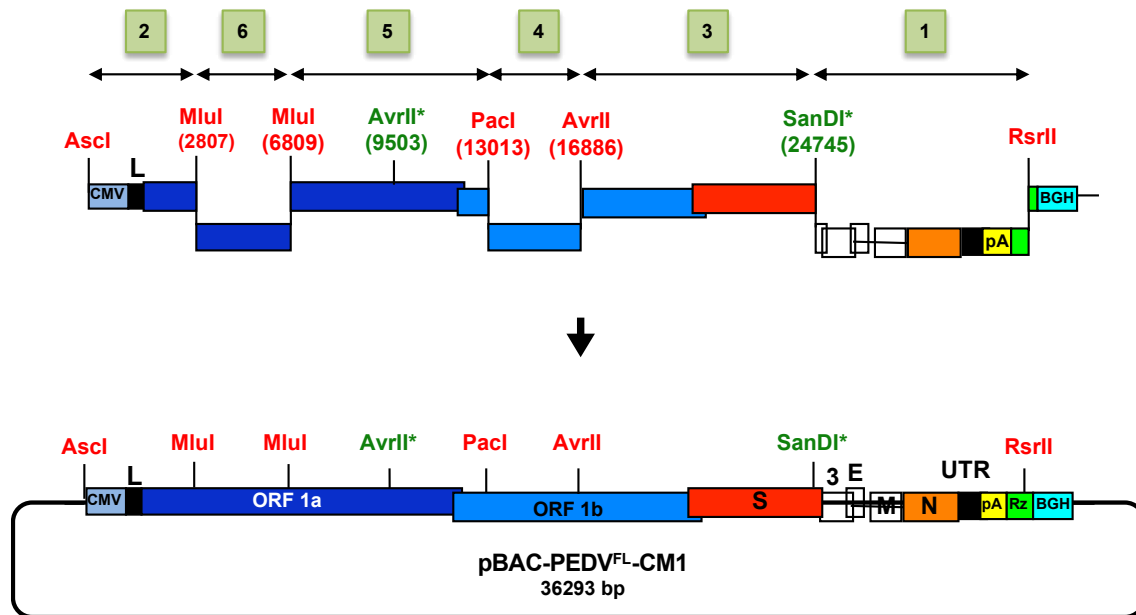 2 6 5 4 3 1
MluI MluI AvrII* PacI AvrII SanDI*
(2807) (6809) (9503) (13013) (16886) (24745)
AscI RsrII
L
CMV BGH
pA
AscI MluI MluI AvrII* PacI AvrII SanDI* RsrII
L 3 E UTR
CMV ORF 1a ORF 1b S M N pA Rz BGH
pBAC-PEDVFL-CM1
36293 bp